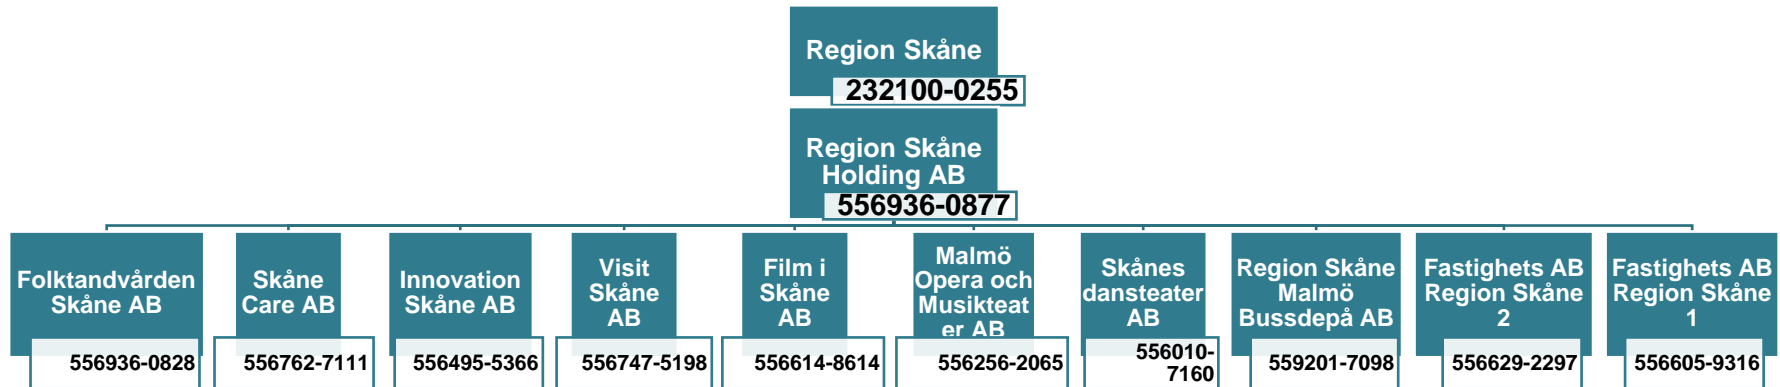 Region Skåne
232100-0255
Region Skåne
Holding AB
556936-0877
Folktandvården
Skåne AB
556936-0828
Skåne
Care AB
556762-7111
Innovation
Skåne AB
556495-5366
Visit
Skåne
AB
556747-5198
Film i
Skåne
AB
556614-8614
Malmö
Opera och
Musikteat
er AB
556256-2065
Skånes
dansteater
AB
556010-
7160
Region Skåne
Malmö
Bussdepå AB
559201-7098
Fastighets AB
Region Skåne
2
556629-2297
Fastighets AB
Region Skåne
1
556605-9316